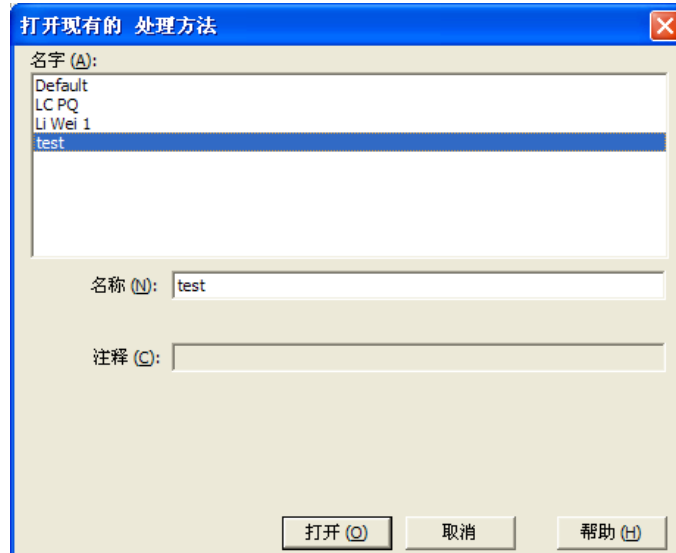 打开现有的 处理方法
名字 (A):
Default
LC PQ
Li Wei 1
test
名称 (N): test
注释 (C):
打开 (O) 取消 帮助 (H)